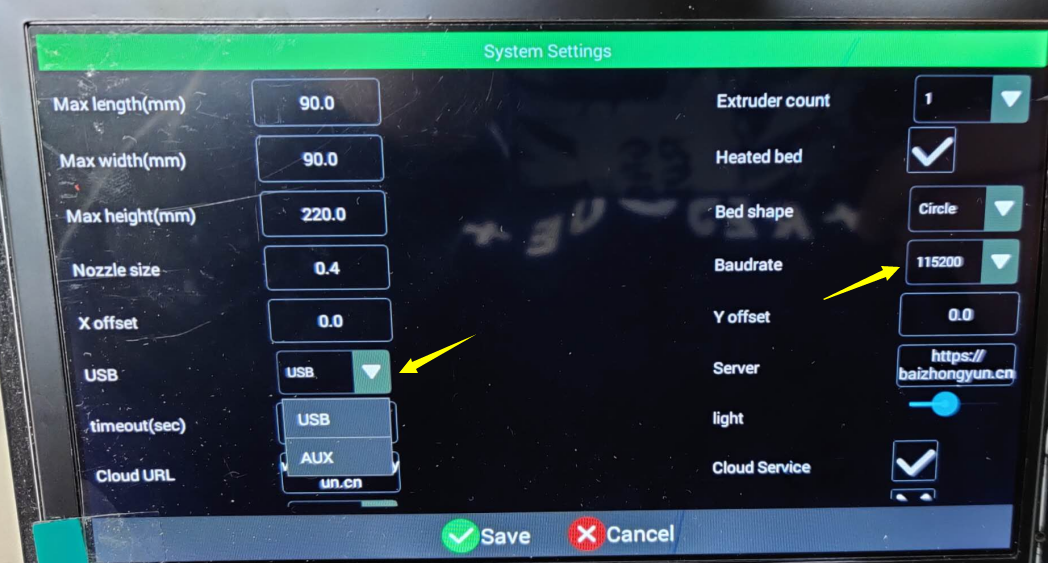 System Settings
Max length(mm) 90.0 Extruder count 1
Max width(mm) 90.0 Heated bed
Max height(mm) 220.0 Bed shape Circle
Nozzle size 0.4 Baudrate 115200
X offset 0.0 Y offset 0.0
USB USB Server https://
baizhongyun.cn
timeout(sec) USB light
AUX
Cloud URL un.cn Cloud Service
Save Cancel